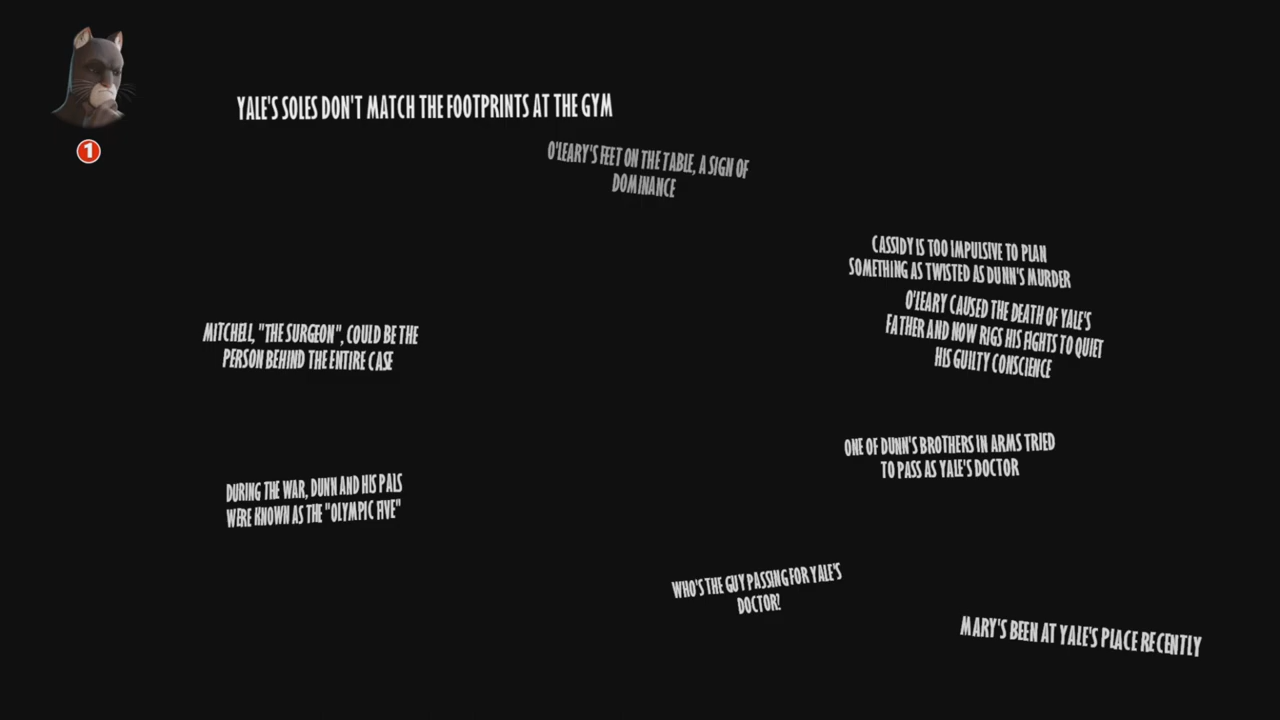 YALE'S SOLES DON'T MATCH THE FOOTPRINTS AT THE GYM
1
O'LEARY'S FEET ON THE TABLE, A SIGN OF
DOMINANCE
CASSIDY IS TOO IMPULSIVE TO PLAN
SOMETHING AS TWISTED AS DUNN'S MURDER
O'LEARY CAUSED THE DEATH OF YALE'S
FATHER AND NOW RIGS HIS FIGHTS TO QUIET
HIS GUILTY CONSCIENCE
MITCHELL, "THE SURGEON", COULD BE THE
PERSON BEHIND THE ENTIRE CASE
ONE OF DUNN'S BROTHERS IN ARMS TRIED
TO PASS AS YALE'S DOCTOR
DURING THE WAR, DUNN AND HIS PALS
WERE KNOWN AS THE "OLYMPIC FIVE"
WHO'S THE GUY PASSING FOR YALE'S
DOCTOR?
MARY'S BEEN AT YALE'S PLACE RECENTLY